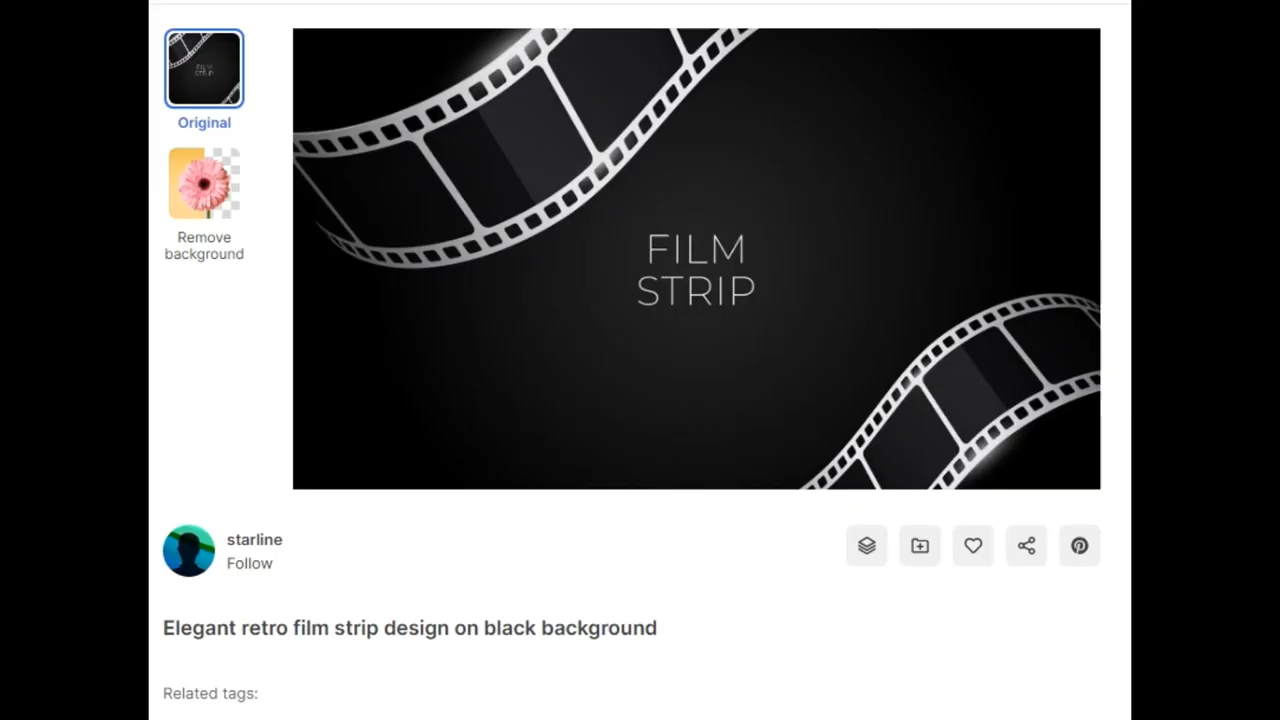 Original
Remove
background
FILM
STRIP
starline
Follow
Elegant retro film strip design on black background
Related tags: